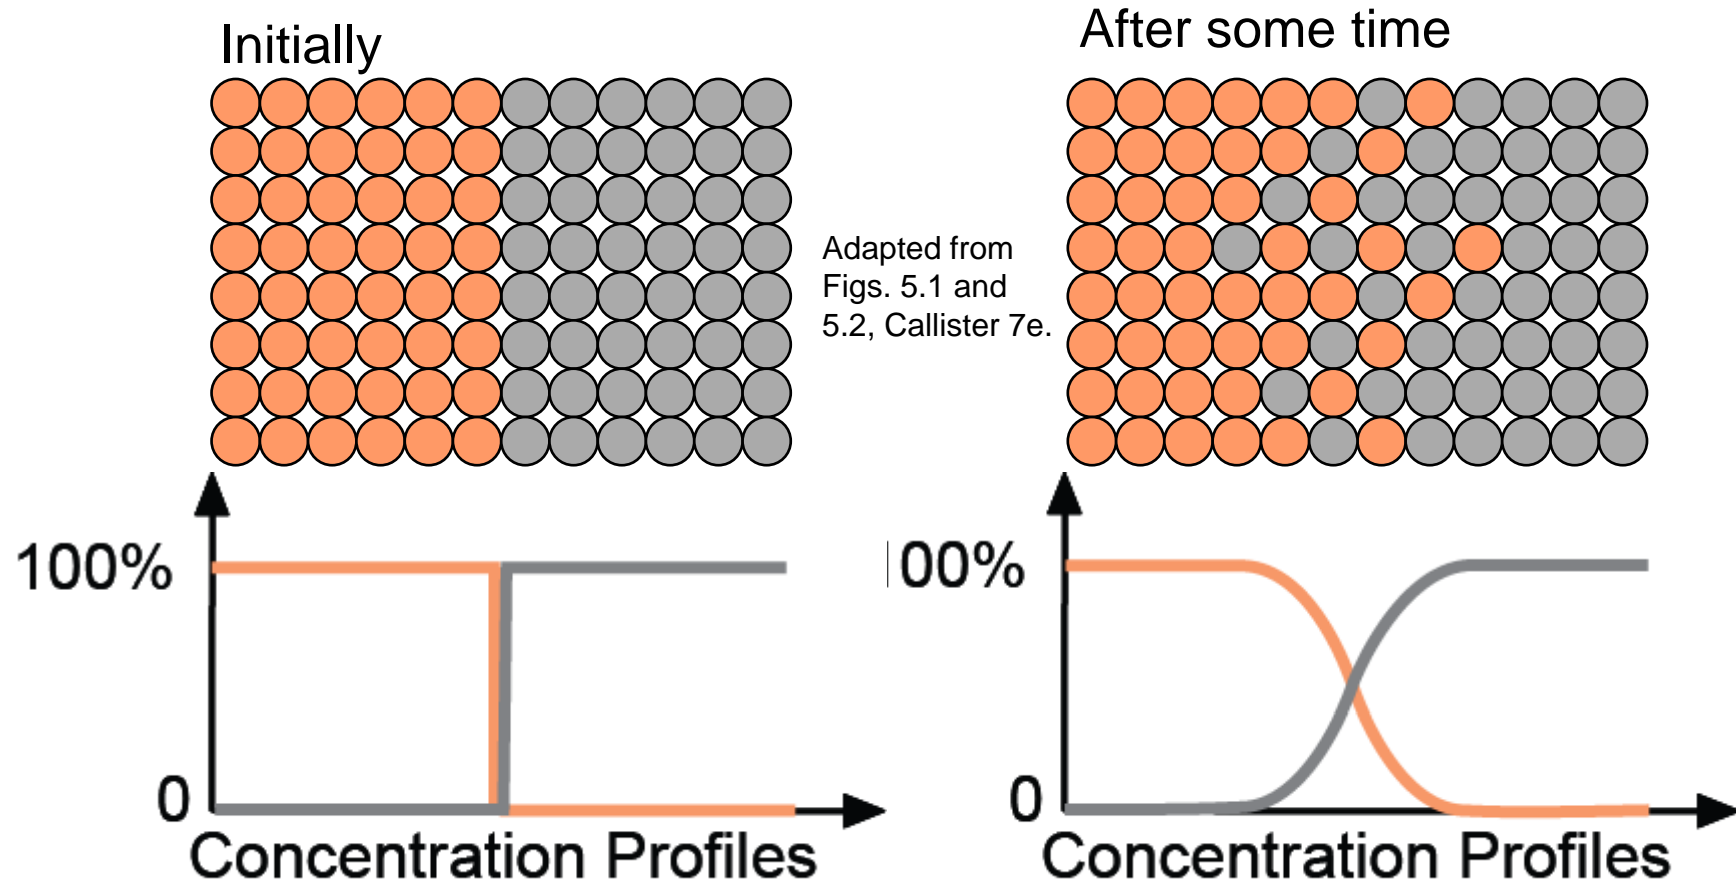 Initially
After some time
Adapted from
Figs. 5.1 and
5.2, Callister 7e.
100%
0
Concentration Profiles
00%
0
Concentration Profiles